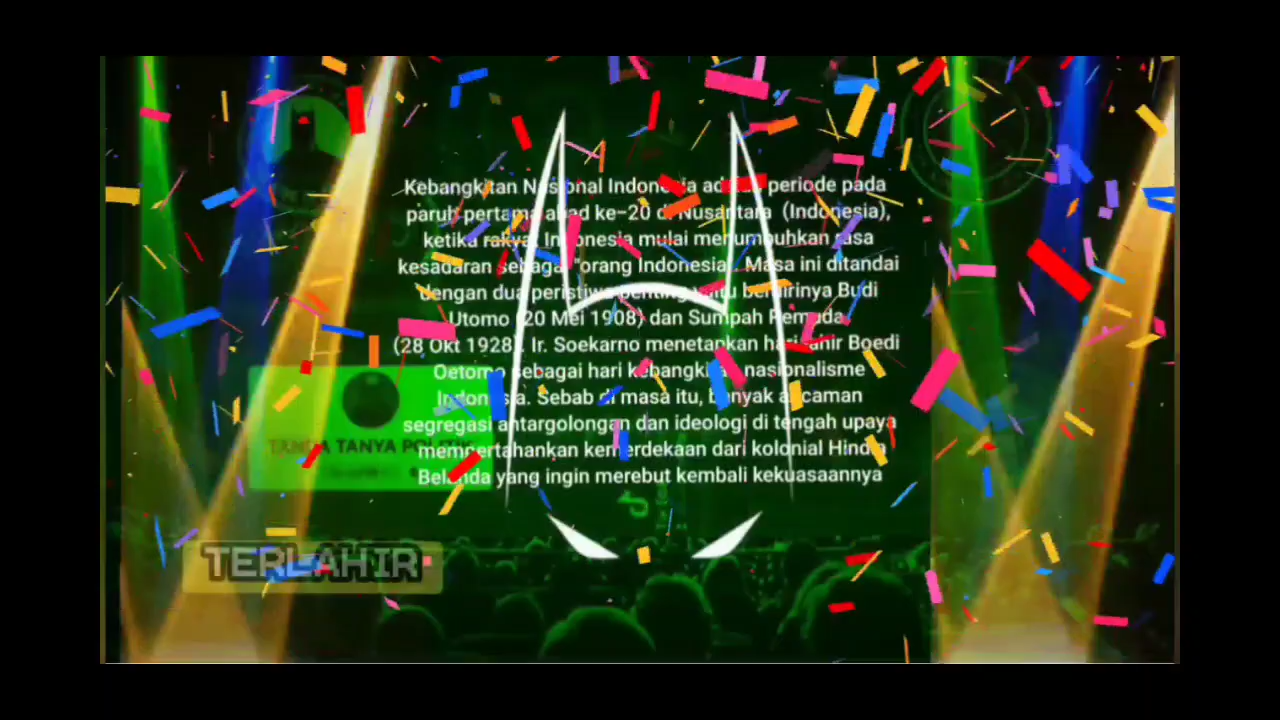 Kebangkitan Nasional Indonesia adalah periode pada
paruh pertama abad ke-20 di Nusantara (Indonesia),
ketika rakyat Indonesia mulai menumbuhkan rasa
kesadaran sebagai "orang Indonesia". Masa ini ditandai
dengan dua peristiwa penting yaitu berdirinya Budi
Utomo (20 Mei 1908) dan Sumpah Pemuda
(28 Okt 1928). Ir. Soekarno menetapkan hari lahir Boedi
Oetomo sebagai hari kebangkitan nasionalisme
Indonesia. Sebab di masa itu, banyak ancaman
segregasi antargolongan dan ideologi di tengah upaya
mempertahankan kemerdekaan dari kolonial Hindia
Belanda yang ingin merebut kembali kekuasaannya
TANDA TANYA
TERLAHIR